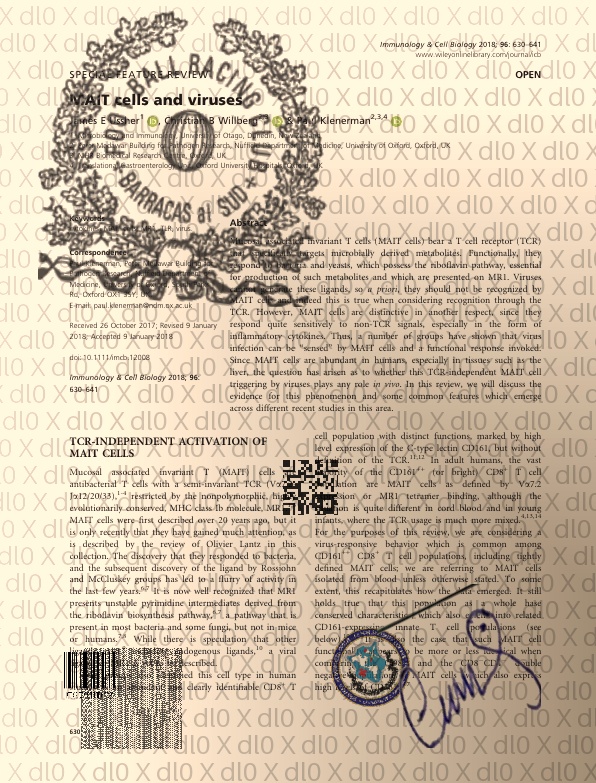 Immunology & Cell Biology 2018; 96: 630–641
www.wileyonlinelibrary.com/journal/icb
SPECIAL FEATURE REVIEW
OPEN
MAIT cells and viruses
James E Ussher1, Christian B Willberg2,3 & Paul Klenerman2,3,4
Microbiology and Immunology, University of Otago, Dunedin, New Zealand
Peter Medawar Building for Pathogen Research, Nuffield Department of Medicine, University of Oxford, Oxford, UK
NIHR Biomedical Research Centre, Oxford, UK
Translational Gastroenterology Oxford University Hospitals, UK
RACING
BARRACAS al SUD
Keywords
TLR, virus
Correspondence
Paul Klenerman, Peter Medawar Building for
Pathogen Research, Nuffield Department of
Medicine, University of Oxford, South Parks
Rd, Oxford OX1 3SY, UK
E-mail: paul.klenerman@ndm.ox.ac.uk
Received 26 October 2017; Revised 9 January
2018; Accepted 9 January 2018
doi: 10.1111/imcb.12008
Immunology & Cell Biology 2018; 96:
630–641
Abstract
Mucosal associated invariant T cells (MAIT cells) bear a T cell receptor (TCR)
that specifically targets microbially derived metabolites. Functionally, they
respond to bacteria and yeasts, which possess the riboflavin pathway, essential
for production of such metabolites and which are presented on MR1. Viruses
cannot generate these ligands, so a priori, they should not be recognized by
MAIT cells and indeed this is true when considering recognition through the
TCR. However, MAIT cells are distinctive in another respect, since they
respond quite sensitively to non-TCR signals, especially in the form of
inflammatory cytokines. Thus, a number of groups have shown that virus
infection can be "sensed" by MAIT cells and a functional response invoked.
Since MAIT cells are abundant in humans, especially in tissues such as the
liver, the question has arisen as to whether this TCR-independent MAIT cell
triggering by viruses plays any role in vivo. In this review, we will discuss the
evidence for this phenomenon and some common features which emerge
across different recent studies in this area.
TCR-INDEPENDENT ACTIVATION OF
MAIT CELLS
Mucosal associated invariant T (MAIT) cells
antibacterial T cells with a semi-invariant TCR (Vα7.2-
Jα12/20/33),1–4 restricted by the nonpolymorphic, highly
evolutionarily conserved, MHC class Ib molecule, MR1.
MAIT cells were first described over 20 years ago, but it
is only recently that they have gained much attention, as
is described by the review of Olivier Lantz in this
collection. The discovery that they responded to bacteria,
and the subsequent discovery of the ligand by Rossjohn
and McCluskey groups has led to a flurry of activity in
the last few years.6,7 It is now well recognized that MR1
presents unstable pyrimidine intermediates derived from
the riboflavin biosynthesis pathway,6,7 a pathway that is
present in most bacteria and some fungi, but not in mice
or humans.7,8 While there is speculation that other
endogenous ligands,10 a viral
described.
this cell type in human
clearly identifiable CD8+ T
cell population with distinct functions, marked by high
level expression of the C-type lectin CD161, but without
definition of the TCR.11,12 In adult humans, the vast
majority of the CD161++ (or bright) CD8+ T cell
population are MAIT cells as defined by Vα7.2
expression or MR1 tetramer binding, although the
is quite different in cord blood and in young
infants, where the TCR usage is much more mixed.4,13,14
For the purposes of this review, we are considering a
virus-responsive behavior which is common among
CD161++ CD8+ T cell populations, including tightly
defined MAIT cells; we are referring to MAIT cells
isolated from blood unless otherwise stated. To some
extent, this recapitulates how the data emerged. It still
holds true that this population as a whole have
conserved characteristics which also extend into related
CD161-expressing innate T cell populations (see
below). It is also the case that such MAIT cell
functions appears to be more or less identical when
comparing the CD8+ and the CD8-CD4- double
negative MAIT cells which also express
high
630